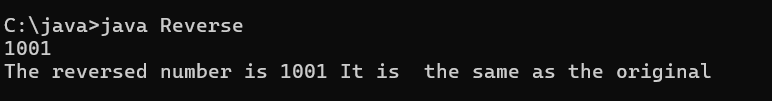 C:\java>java Reverse
1001
The reversed number is 1001 It is  the same as the original